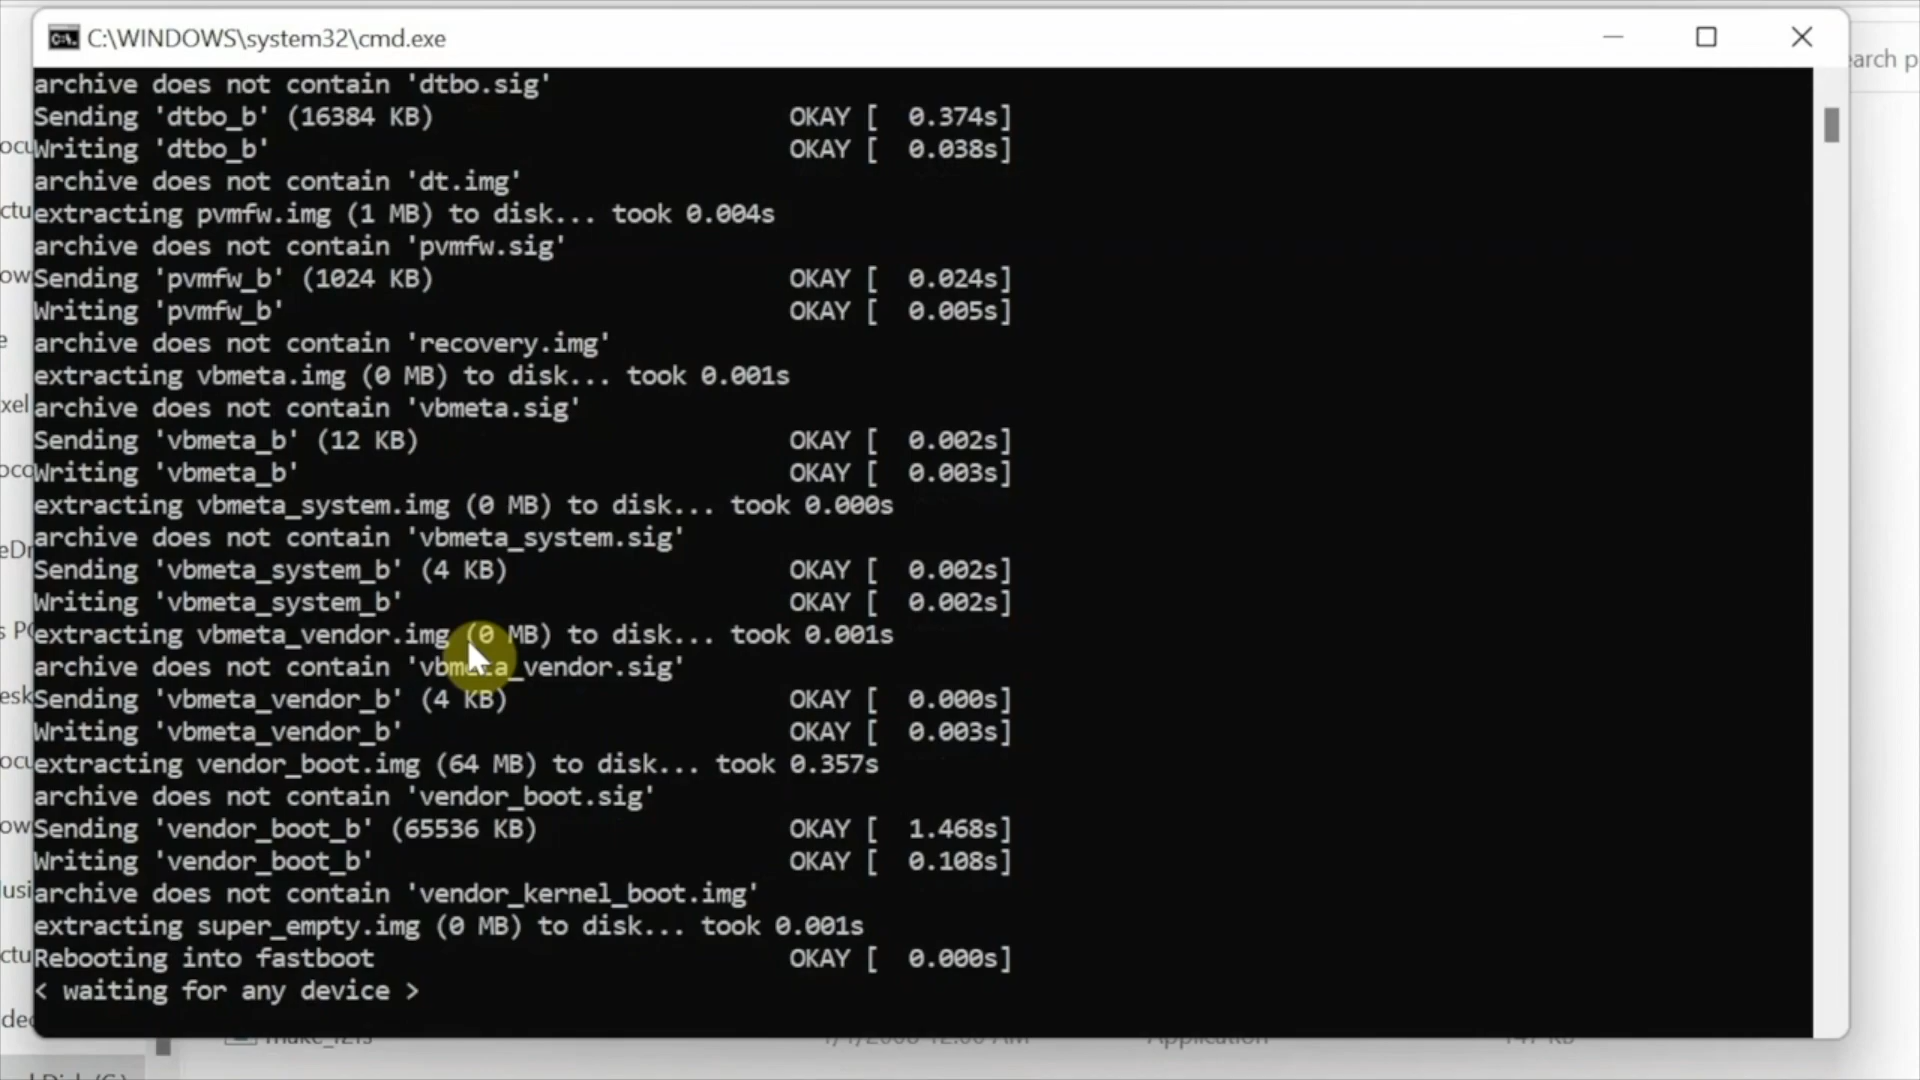 C:\WINDOWS\system32\cmd.exe
archive does not contain 'dtbo.sig'
Sending 'dtbo_b' (16384 KB) OKAY [ 0.374s]
Writing 'dtbo_b' OKAY [ 0.038s]
archive does not contain 'dt.img'
extracting pvmfw.img (1 MB) to disk... took 0.004s
archive does not contain 'pvmfw.sig'
Sending 'pvmfw_b' (1024 KB) OKAY [ 0.024s]
Writing 'pvmfw_b' OKAY [ 0.005s]
archive does not contain 'recovery.img'
extracting vbmeta.img (0 MB) to disk... took 0.001s
archive does not contain 'vbmeta.sig'
Sending 'vbmeta_b' (12 KB) OKAY [ 0.002s]
Writing 'vbmeta_b' OKAY [ 0.003s]
extracting vbmeta_system.img (0 MB) to disk... took 0.000s
archive does not contain 'vbmeta_system.sig'
Sending 'vbmeta_system_b' (4 KB) OKAY [ 0.002s]
Writing 'vbmeta_system_b' OKAY [ 0.002s]
extracting vbmeta_vendor.img (0 MB) to disk... took 0.001s
archive does not contain 'vbmeta_vendor.sig'
Sending 'vbmeta_vendor_b' (4 KB) OKAY [ 0.000s]
Writing 'vbmeta_vendor_b' OKAY [ 0.003s]
extracting vendor_boot.img (64 MB) to disk... took 0.357s
archive does not contain 'vendor_boot.sig'
Sending 'vendor_boot_b' (65536 KB) OKAY [ 1.468s]
Writing 'vendor_boot_b' OKAY [ 0.108s]
archive does not contain 'vendor_kernel_boot.img'
extracting super_empty.img (0 MB) to disk... took 0.001s
Rebooting into fastboot OKAY [ 0.000s]
< waiting for any device >